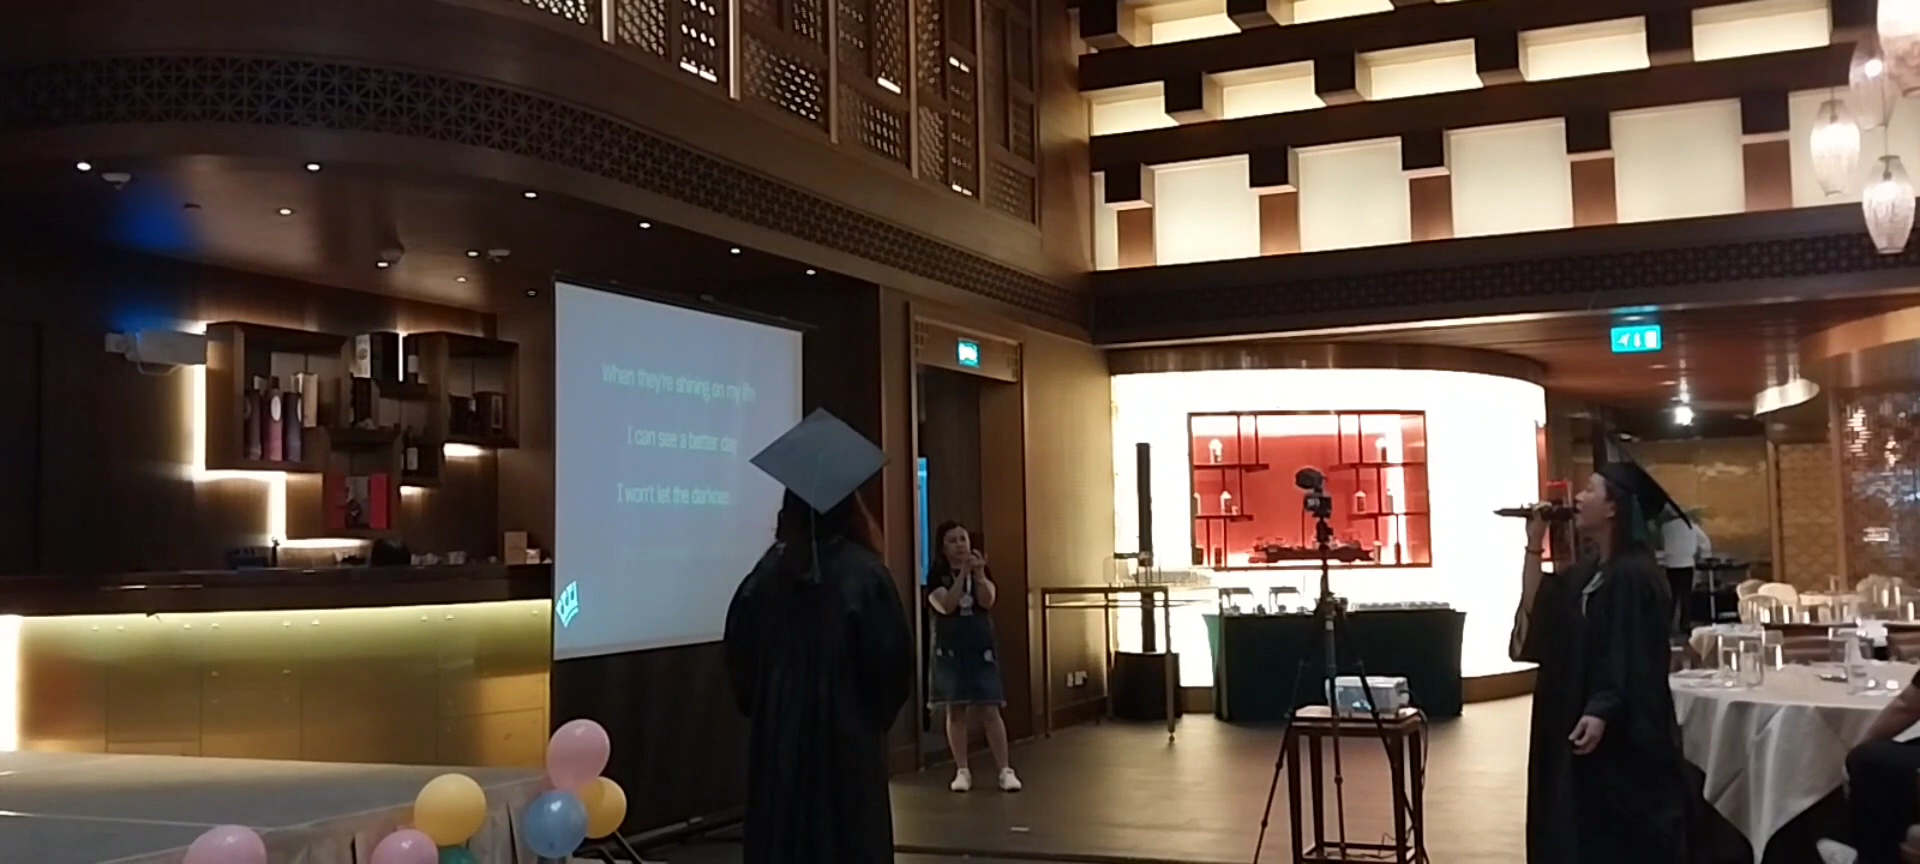 when they're shining on my life
I can see a better day
I won't let the darkness